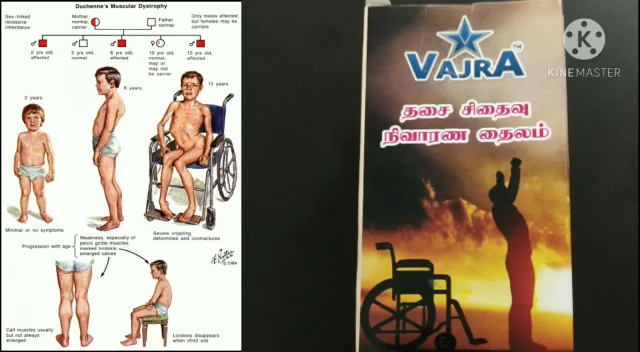 Duchenne's Muscular Dystrophy
Sex-linked
recessive
inheritance
Mother
normal,
carrier
Father
normal
Only males affected,
but females may be
carriers
2 yrs old,
affected
5 yrs old,
normal
8 yrs old,
affected
10 yrs old,
normal;
may or
may not
be carrier
15 yrs old,
affected
2 years
8 years
15 years
Minimal or no symptoms
Severe crippling
deformities and contractures
Progression with age
Weakness, especially of
pelvic girdle muscles,
marked lordosis,
enlarged calves
©CIBA
Calf muscles usually
but not always
enlarged
Lordosis disappears
when child sits
VAJRA™
தசை சிதைவு
நிவாரண தைலம்
KINEMASTER